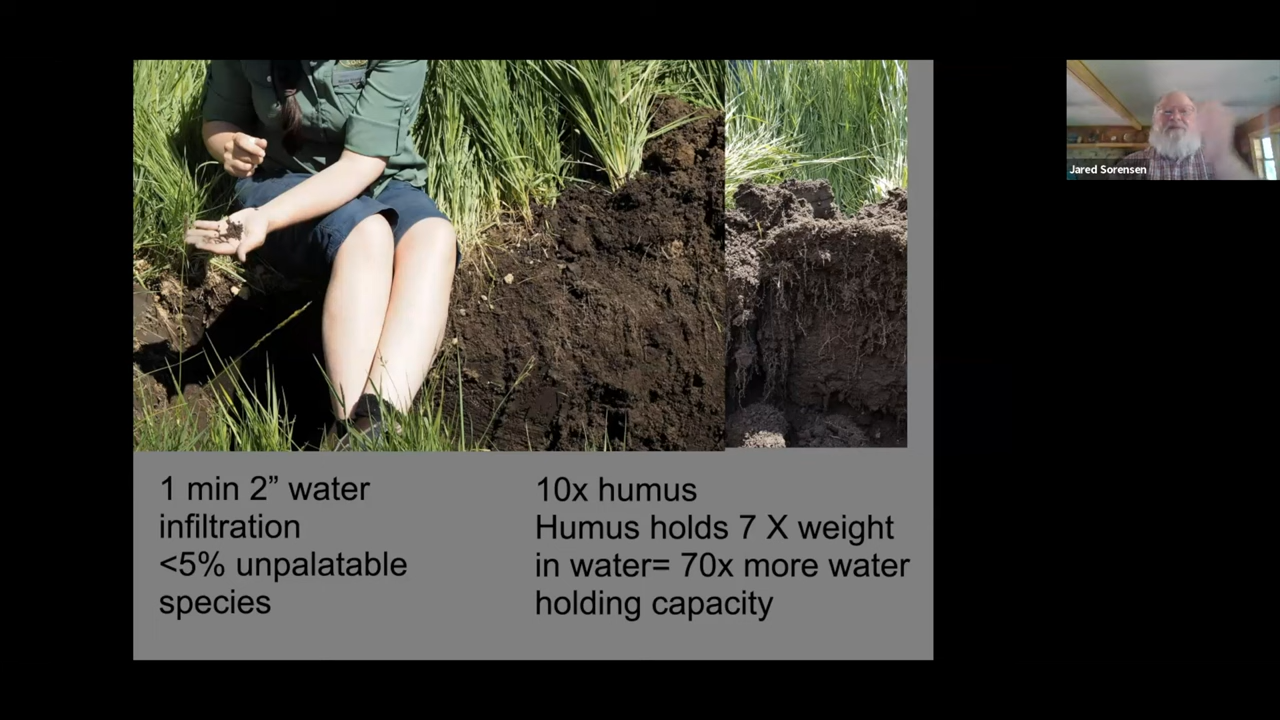 1 min 2” water
infiltration
<5% unpalatable
species
10x humus
Humus holds 7 X weight
in water= 70x more water
holding capacity
Jared Sorensen